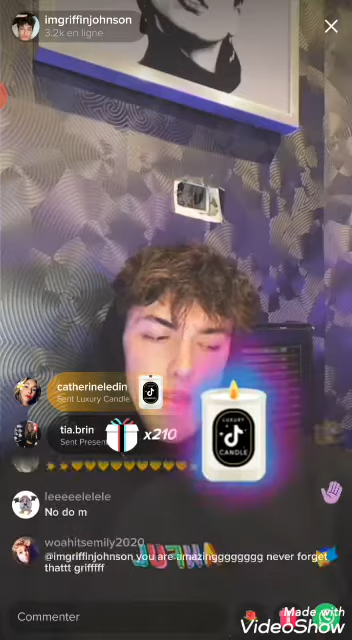 imgriffinjohnson
3.2k en ligne
catherineledin
Sent Luxury Candle
LUXURY
CANDLE
tia.brin
Sent Presen
x210
leeeeelelele
No do m
woahitsemily2020
@imgriffinjohnson you are amazinggggggg never forget
thattt grifffff
Commenter
Made with
VideoShow